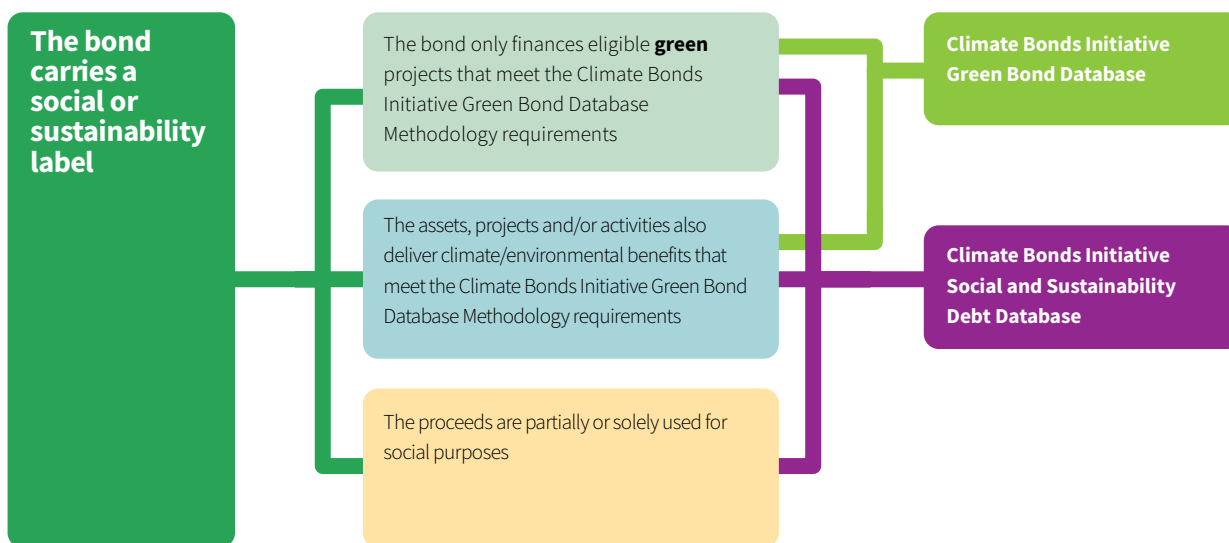 The bond
carries a
social or
sustainability
label
The bond only finances eligible green
projects that meet the Climate Bonds
Initiative Green Bond Database
Methodology requirements
The assets, projects and/or activities also
deliver climate/environmental benefits that
meet the Climate Bonds Initiative Green Bond
Database Methodology requirements
The proceeds are partially or solely used for
social purposes
Climate Bonds Initiative
Green Bond Database
Climate Bonds Initiative
Social and Sustainability
Debt Database